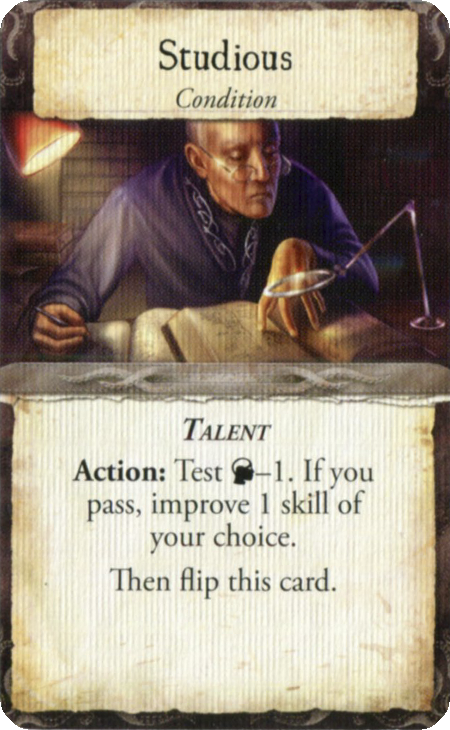 Studious
Condition
TALENT
Action: Test –1. If you
pass, improve 1 skill of
your choice.
Then flip this card.